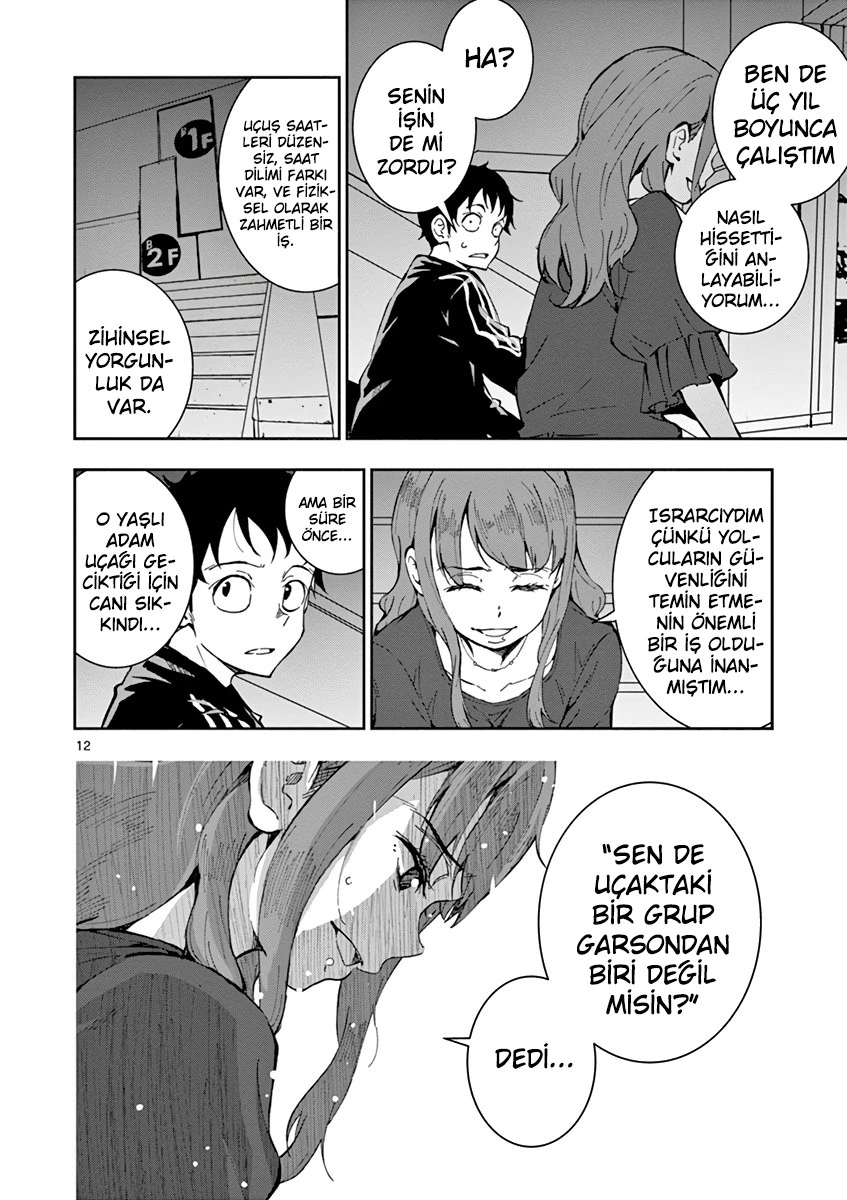 BEN DE
ÜÇ YIL
BOYUNCA
ÇALIŞTIM
NASIL
HİSSETTİ-
ĞİNİ AN-
LAYABİLİ-
YORUM...
HA?
SENİN
İŞİN
DE Mİ
ZORDU?
UÇUŞ SAAT-
LERİ DÜZEN-
SİZ, SAAT
DİLİMİ FARKI
VAR, VE FİZİK-
SEL OLARAK
ZAHMETLİ BİR
İŞ.
B1F
B2F
ZİHİNSEL
YORGUN-
LUK DA
VAR.
ISRARCIYDIM
ÇÜNKÜ YOL-
CULARIN GÜ-
VENLİĞİNİ
TEMİN ETME-
NİN ÖNEMLİ
BİR İŞ OLDU-
ĞUNA İNAN-
MIŞTIM...
AMA BİR
SÜRE
ÖNCE...
O YAŞLI
ADAM
UÇAĞI GE-
CİKTİĞİ İÇİN
CANI SIK-
KINDI...
12
"SEN DE
UÇAKTAKİ
BİR GRUP
GARSONDAN
BİRİ DEĞİL
MİSİN?"
DEDİ...